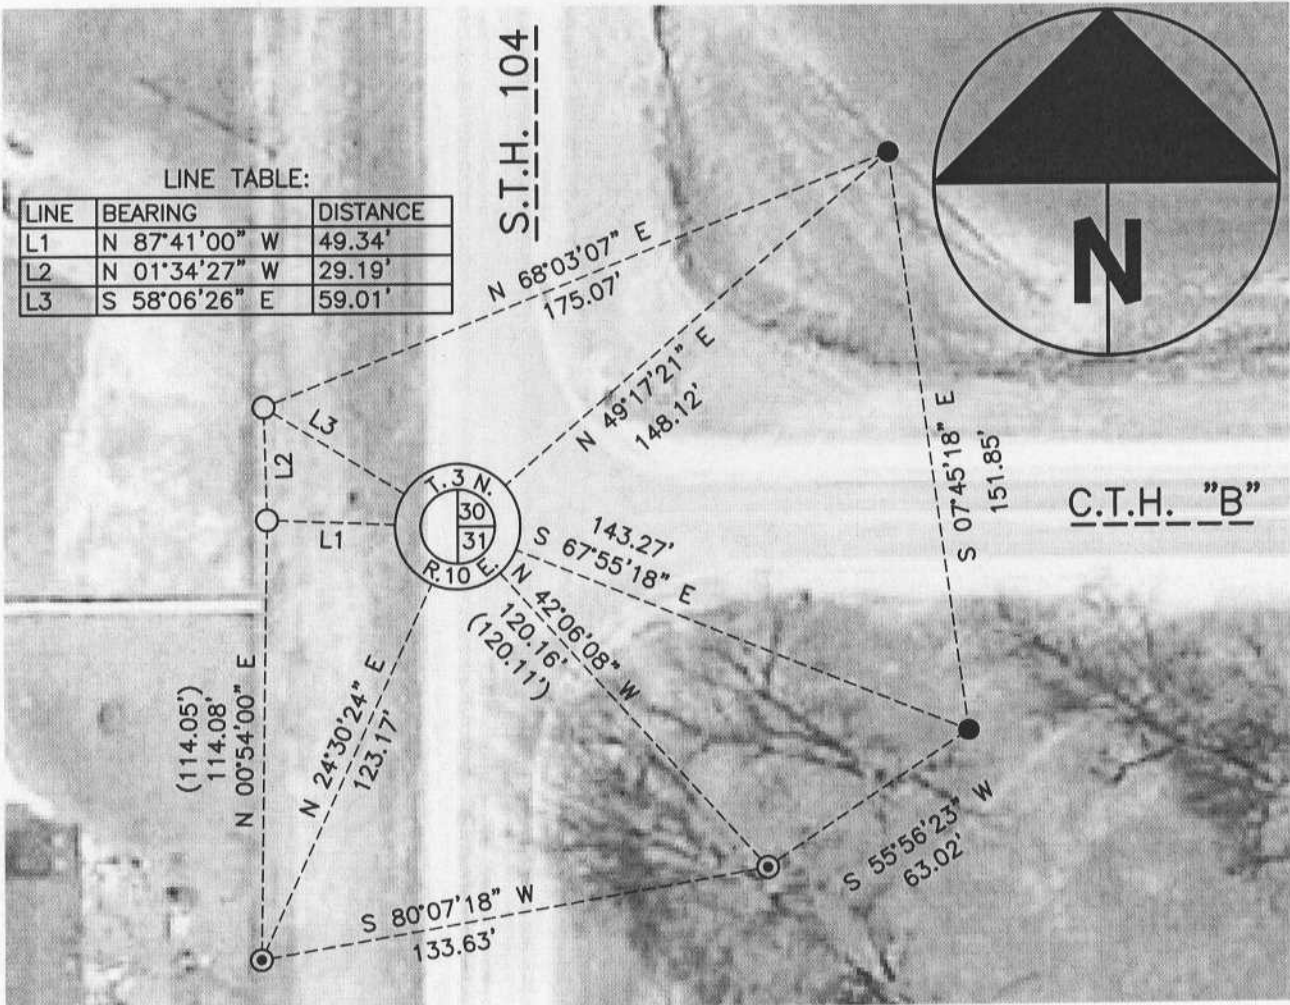 S.T.H. 104
LINE TABLE:
LINE BEARING DISTANCE
L1 N 87°41'00" W 49.34'
L2 N 01°34'27" W 29.19'
L3 S 58°06'26" E 59.01'
N
N 68°03'07" E
175.07'
N 49°17'21" E
148.12'
S 07°45'18" E
151.85'
C.T.H. "B"
L3
L2
L1
T. 3 N.
30
31
R. 10 E.
143.27'
S 67°55'18" E
N 42°06'08" W
120.16'
(120.11')
(114.05')
114.08'
N 00°54'00" E
N 24°30'24" E
123.17'
S 80°07'18" W
133.63'
S 55°56'23" W
63.02'